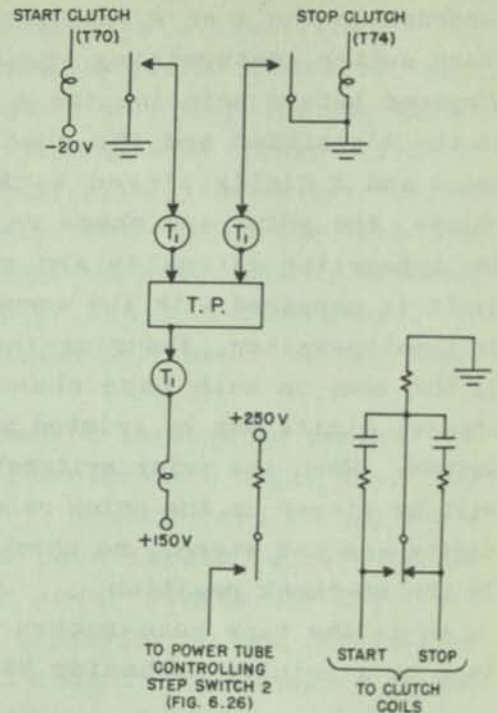 START CLUTCH
(T70)
STOP CLUTCH
(T74)
-20 V
T1
T1
T. P.
T1
+150V
+250V
TO POWER TUBE
CONTROLLING
STEP SWITCH 2
(FIG. 6.26)
START
STOP
TO CLUTCH
COILS